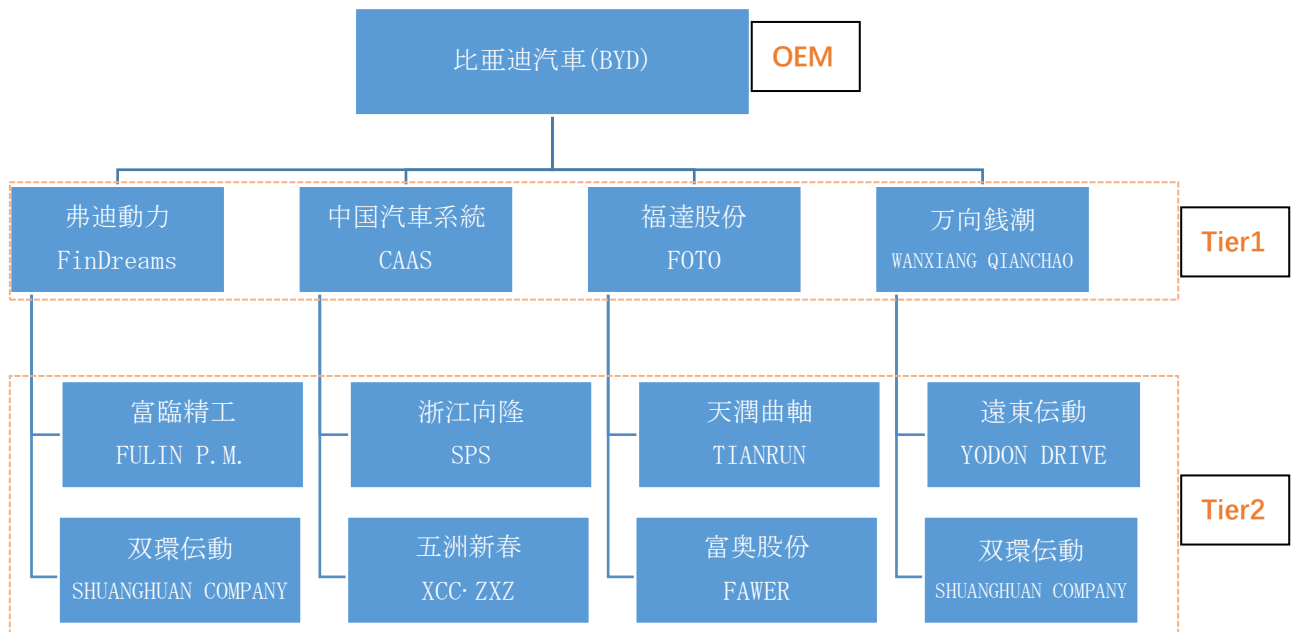 比亜迪汽車(BYD)
OEM
弗迪動力
FinDreams
中国汽車系統
CAAS
福達股份
FOTO
万向銭潮
WANXIANG QIANCHAO
Tier1
富臨精工
FULIN P.M.
浙江向隆
SPS
天潤曲軸
TIANRUN
遠東伝動
YODON DRIVE
Tier2
双環伝動
SHUANGHUAN COMPANY
五洲新春
XCC·ZXZ
富奥股份
FAWER
双環伝動
SHUANGHUAN COMPANY